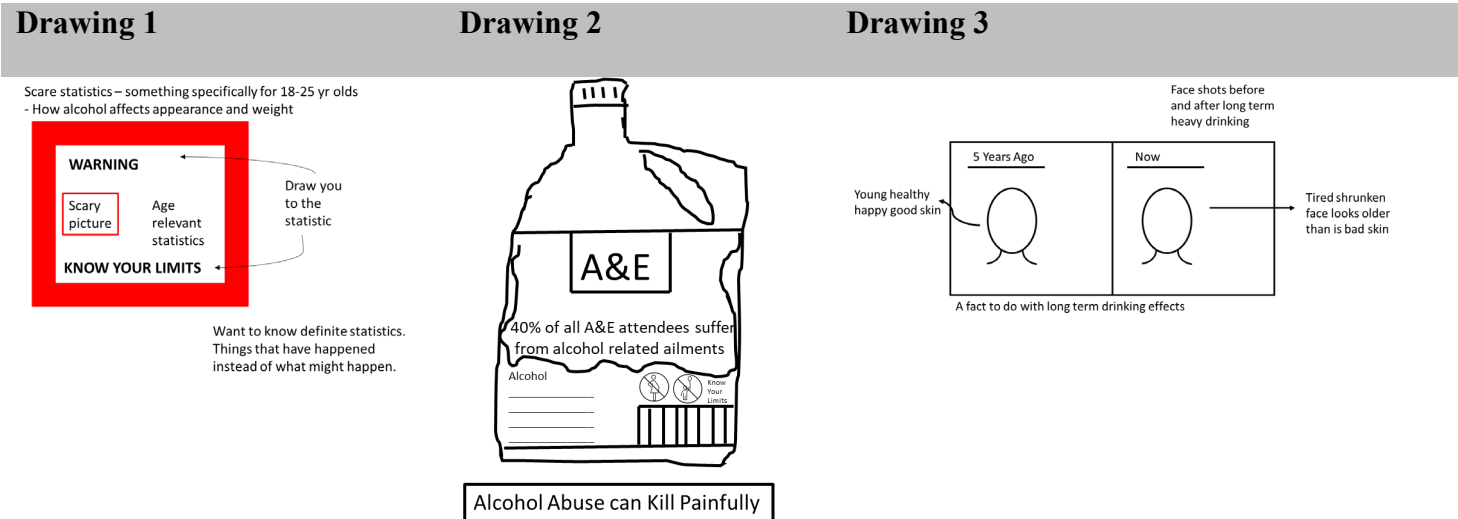 Drawing 1
Drawing 2
Drawing 3
Scare statistics – something specifically for 18-25 yr olds
- How alcohol affects appearance and weight
WARNING
Scary
picture
Age
relevant
statistics
KNOW YOUR LIMITS
Draw you
to the
statistic
Want to know definite statistics.
Things that have happened
instead of what might happen.
A&E
40% of all A&E attendees suffer
from alcohol related ailments
Alcohol
Know
Your
Limits
Alcohol Abuse can Kill Painfully
Face shots before
and after long term
heavy drinking
5 Years Ago
Now
Young healthy
happy good skin
Tired shrunken
face looks older
than is bad skin
A fact to do with long term drinking effects